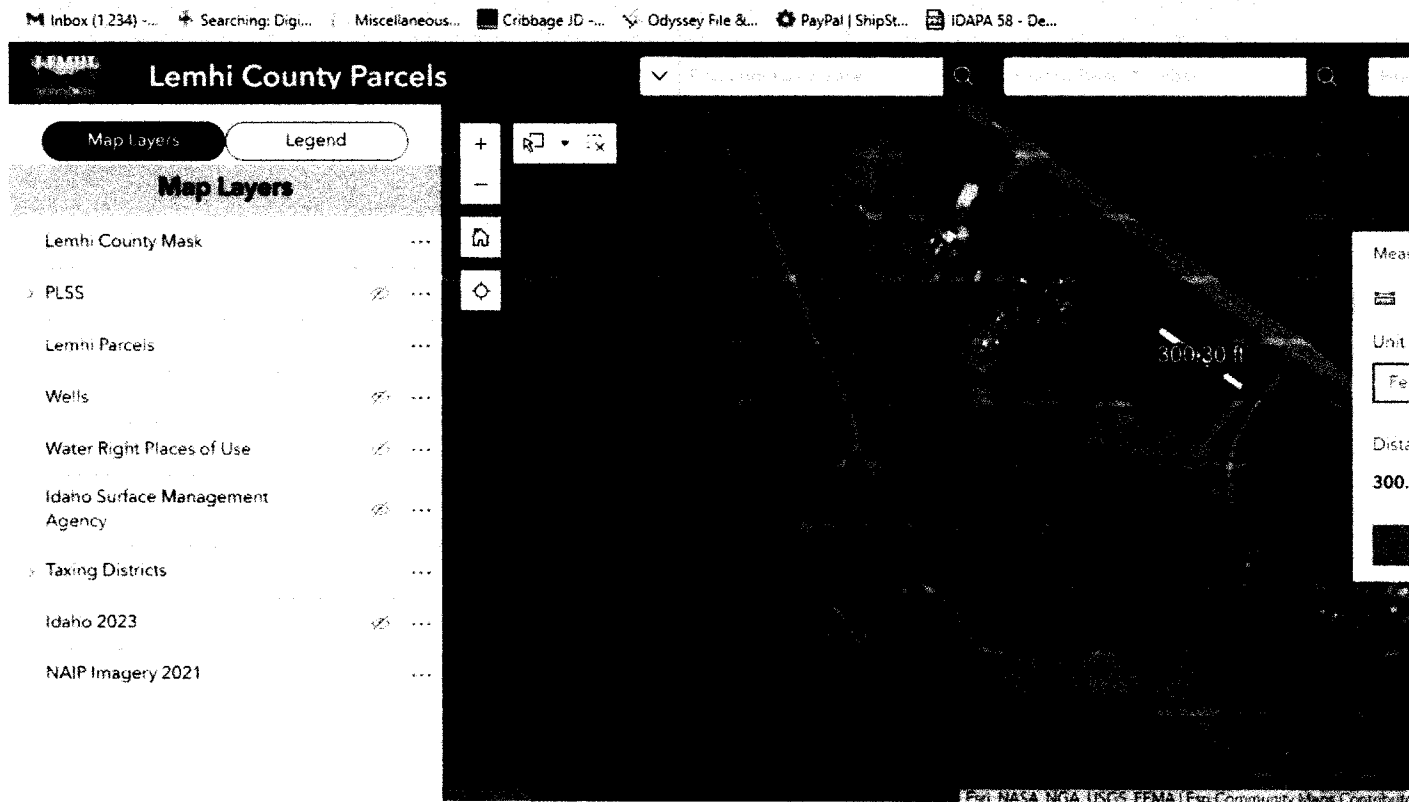 Inbox (1 234) -... Searching: Digi... Miscellaneous... Cribbage JD -... Odyssey File &... PayPal | ShipSt... IDAPA 58 - De...
LEMHI
Lemhi County Parcels
Map Layers Legend
Map Layers
Lemhi County Mask
PLSS
Lemhi Parcels
Wells
Water Right Places of Use
Idaho Surface Management
Agency
Taxing Districts
Idaho 2023
NAIP Imagery 2021
300.30 ft
Meas
Unit
Fe
Dista
300.
Esri, NASA, NGA, USGS, FEMA | Esri Community Maps Contributo